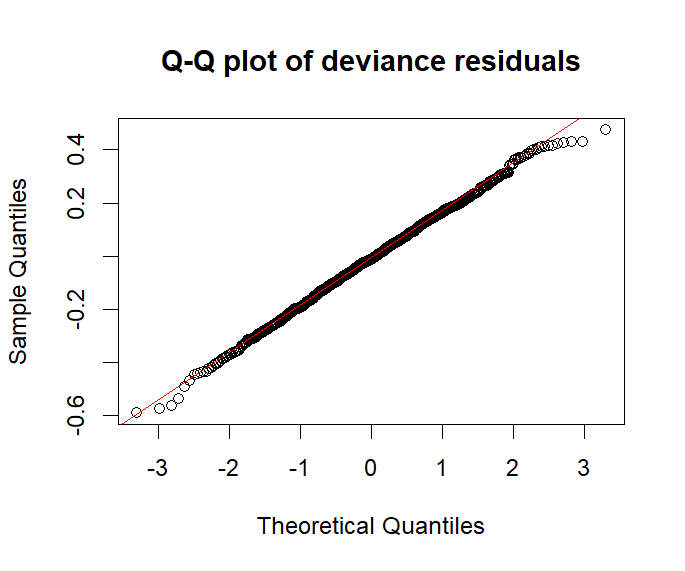 Q-Q plot of deviance residuals
Sample Quantiles
0.4
0.2
-0.2
-0.6
-3 -2 -1 0 1 2 3
Theoretical Quantiles